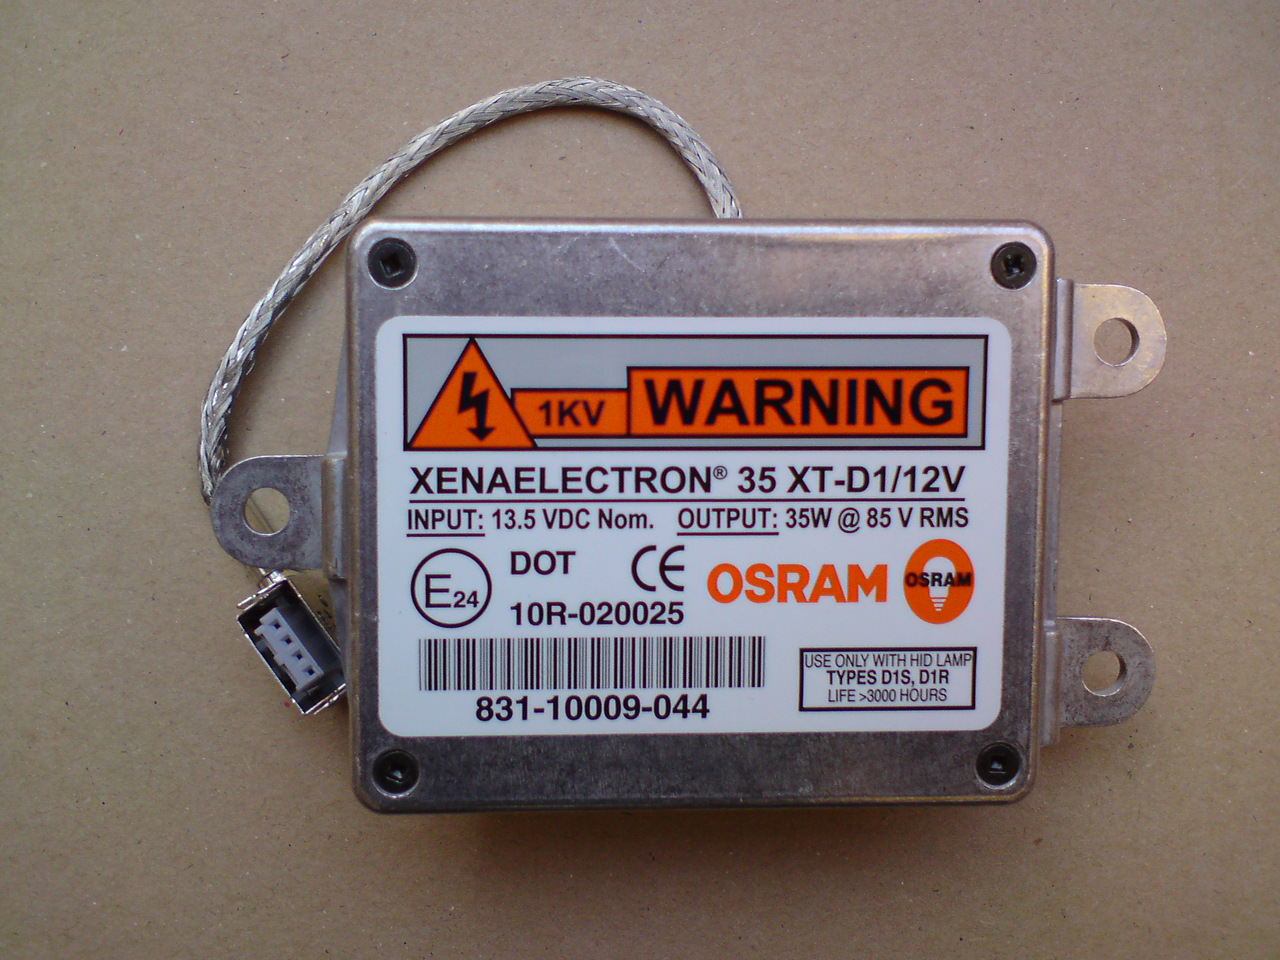 1KV WARNING
XENAELECTRON® 35 XT-D1/12V
INPUT: 13.5 VDC Nom. OUTPUT: 35W @ 85 V RMS
E24
DOT
CE
10R-020025
OSRAM
OSRAM
831-10009-044
USE ONLY WITH HID LAMP
TYPES D1S, D1R
LIFE >3000 HOURS